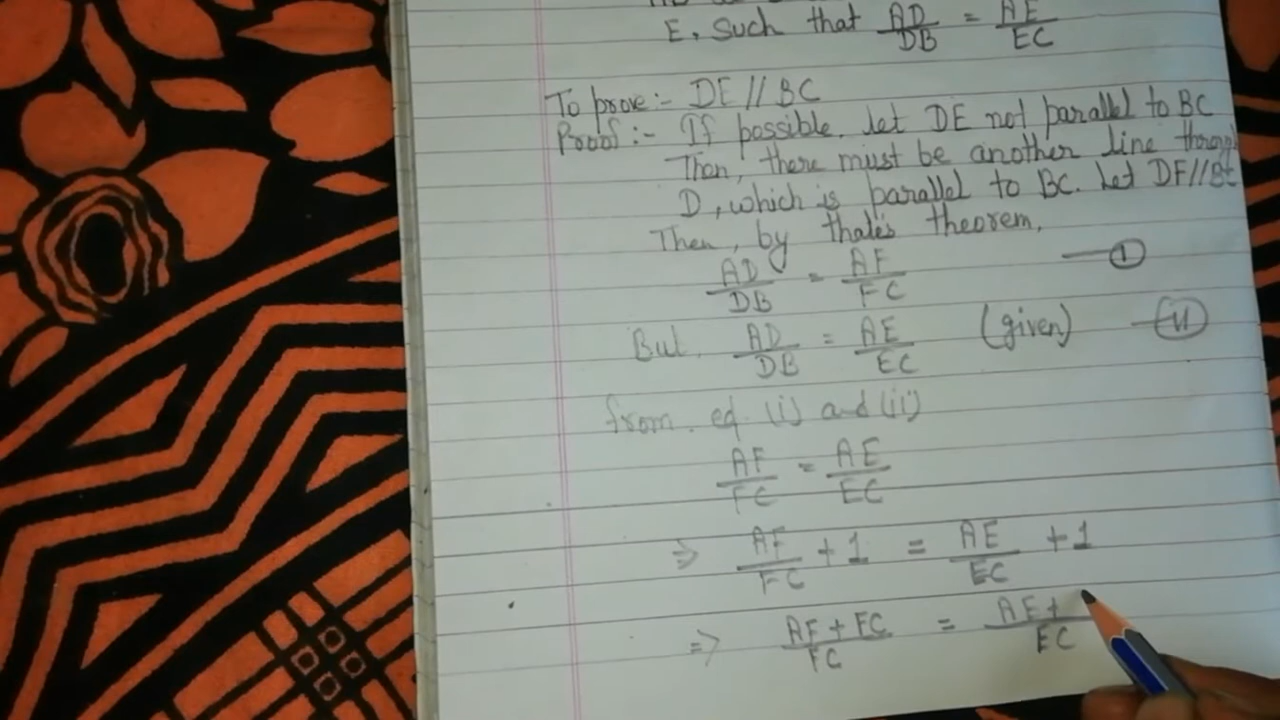 E, such that AD/DB = AE/EC
To prove:- DE // BC
Proof :- If possible, let DE not parallel to BC
Then, there must be another line through
D, which is parallel to BC. Let DF//BC
Then, by thales theorem,
AD/DB = AF/FC —(I)
But, AD/DB = AE/EC (given) —(II)
from eq (i) and (ii)
AF/FC = AE/EC
=> AF/FC + 1 = AE/EC + 1
=> AF + FC/FC = AE+/EC